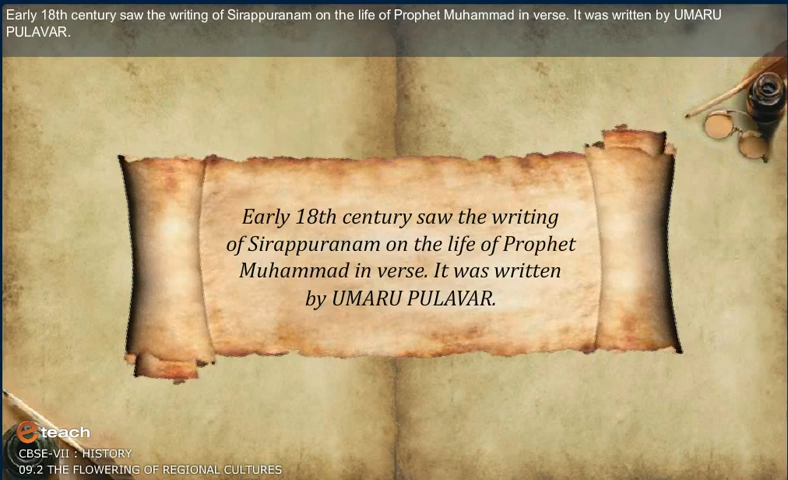 Early 18th century saw the writing of Sirappuranam on the life of Prophet Muhammad in verse. It was written by UMARU
PULAVAR.
Early 18th century saw the writing
of Sirappuranam on the life of Prophet
Muhammad in verse. It was written
by UMARU PULAVAR.
eteach
CBSE-VII : HISTORY
09.2 THE FLOWERING OF REGIONAL CULTURES